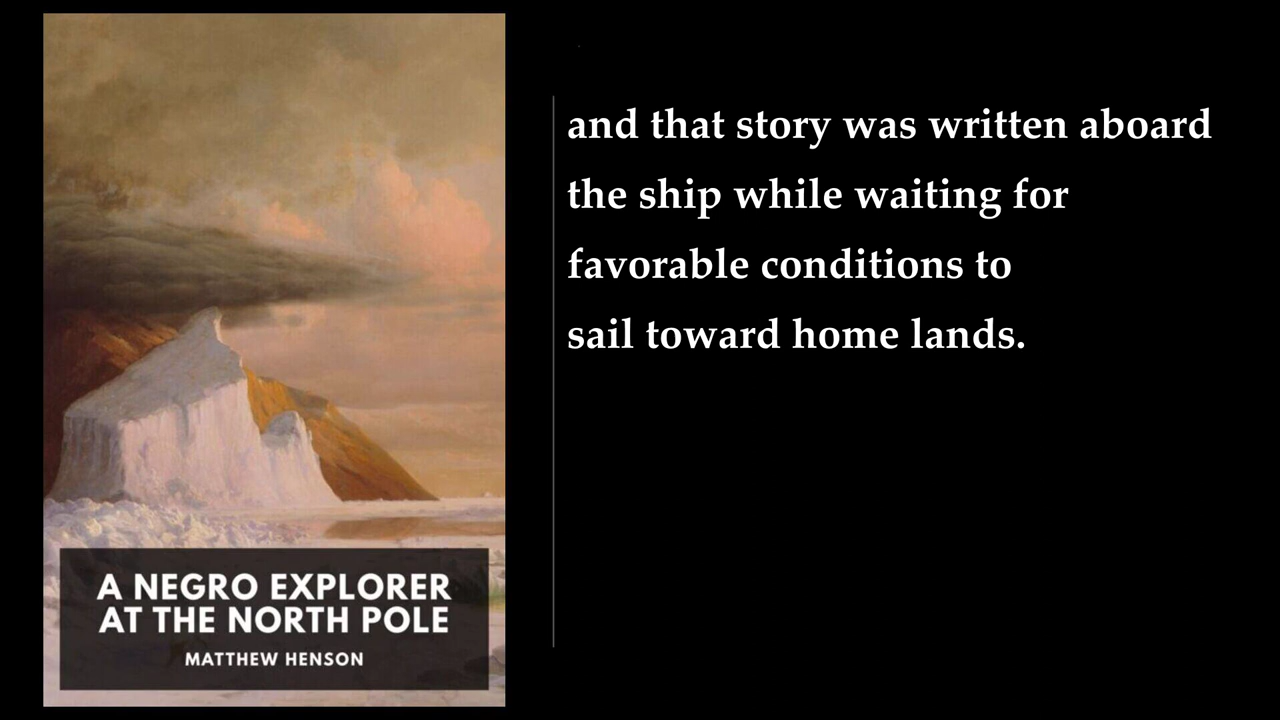 A NEGRO EXPLORER
AT THE NORTH POLE
MATTHEW HENSON
and that story was written aboard
the ship while waiting for
favorable conditions to
sail toward home lands.